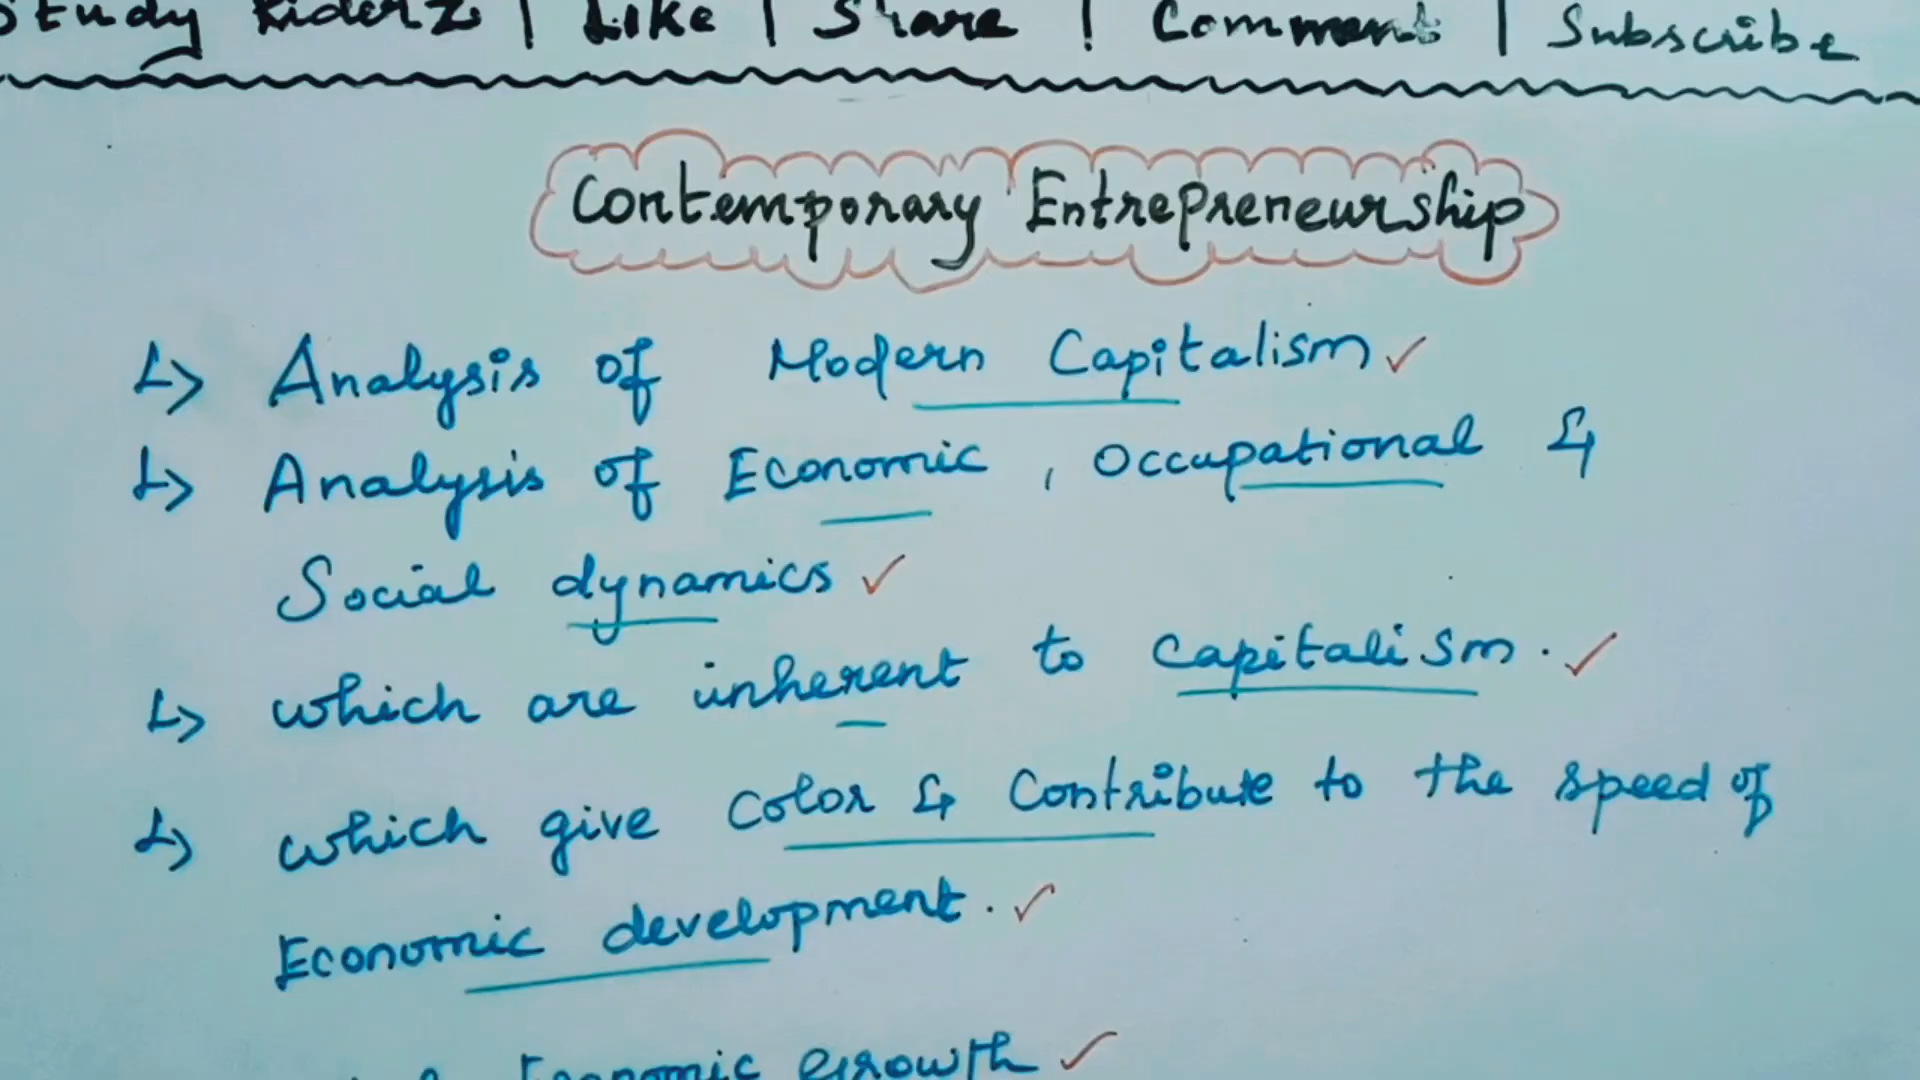 Study Riderz | Like | Share | Comment | Subscribe
Contemporary Entrepreneurship
↳ Analysis of Modern Capitalism ✓
↳ Analysis of Economic, Occupational &
Social dynamics ✓
↳ which are inherent to capitalism. ✓
↳ which give color & contribute to the speed of
Economic development. ✓
Economic growth ✓